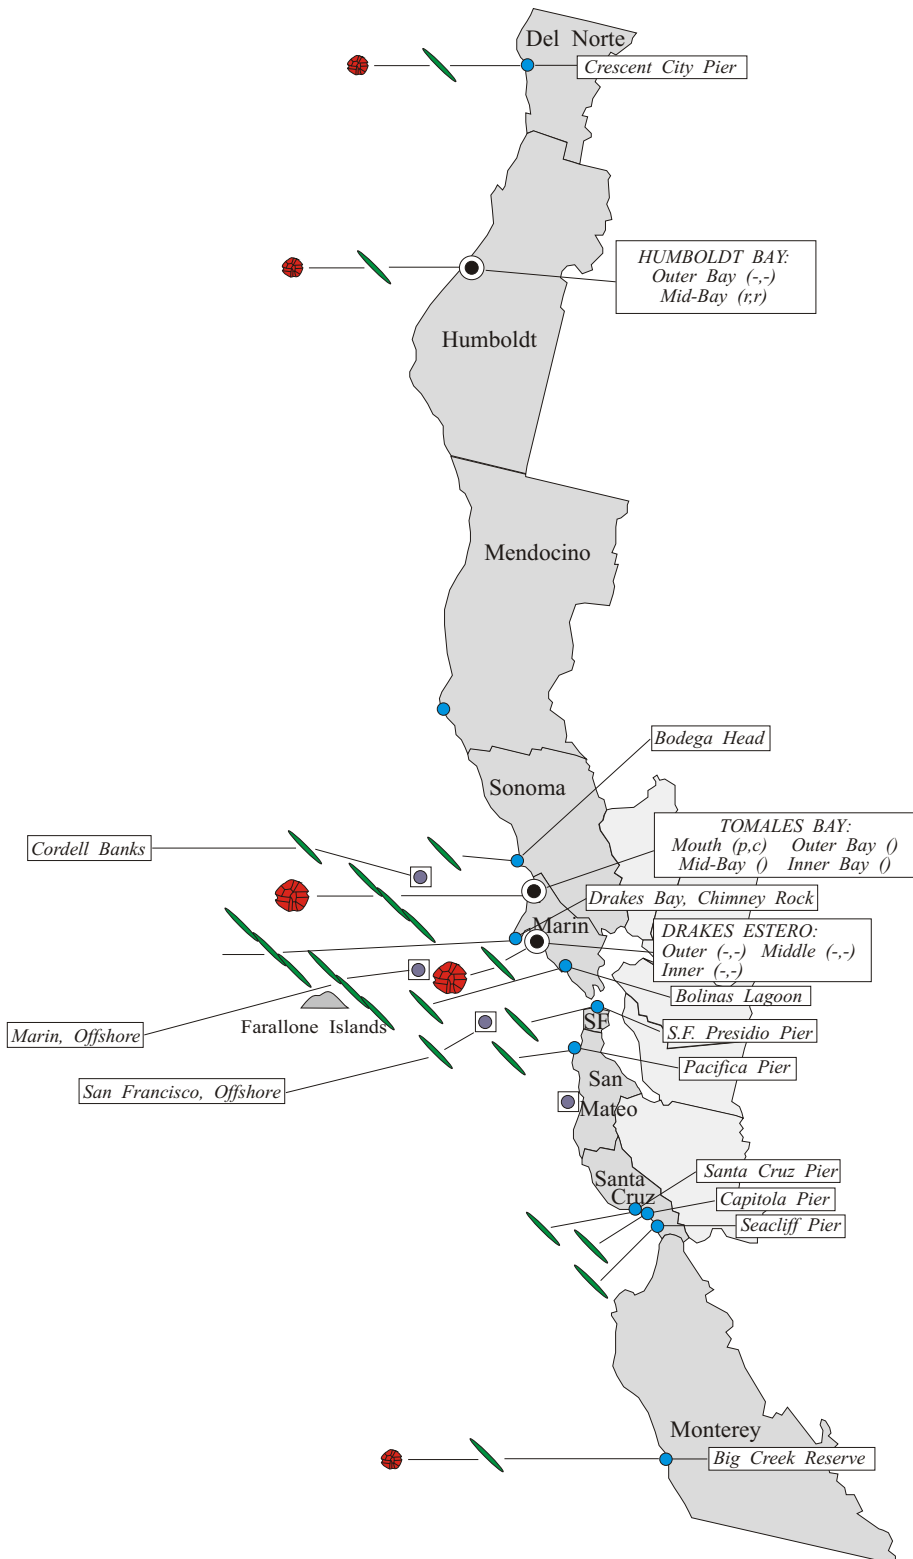 Del Norte
Crescent City Pier
HUMBOLDT BAY:
Outer Bay (-,-)
Mid-Bay (r,r)
Humboldt
Mendocino
Bodega Head
Sonoma
TOMALES BAY:
Mouth (p,c) Outer Bay ()
Mid-Bay () Inner Bay ()
Cordell Banks
Drakes Bay, Chimney Rock
Marin
DRAKES ESTERO:
Outer (-,-) Middle (-,-)
Inner (-,-)
Bolinas Lagoon
Farallone Islands
SF
S.F. Presidio Pier
Marin, Offshore
Pacifica Pier
San Francisco, Offshore
San
Mateo
Santa Cruz Pier
Santa
Cruz
Capitola Pier
Seacliff Pier
Monterey
Big Creek Reserve